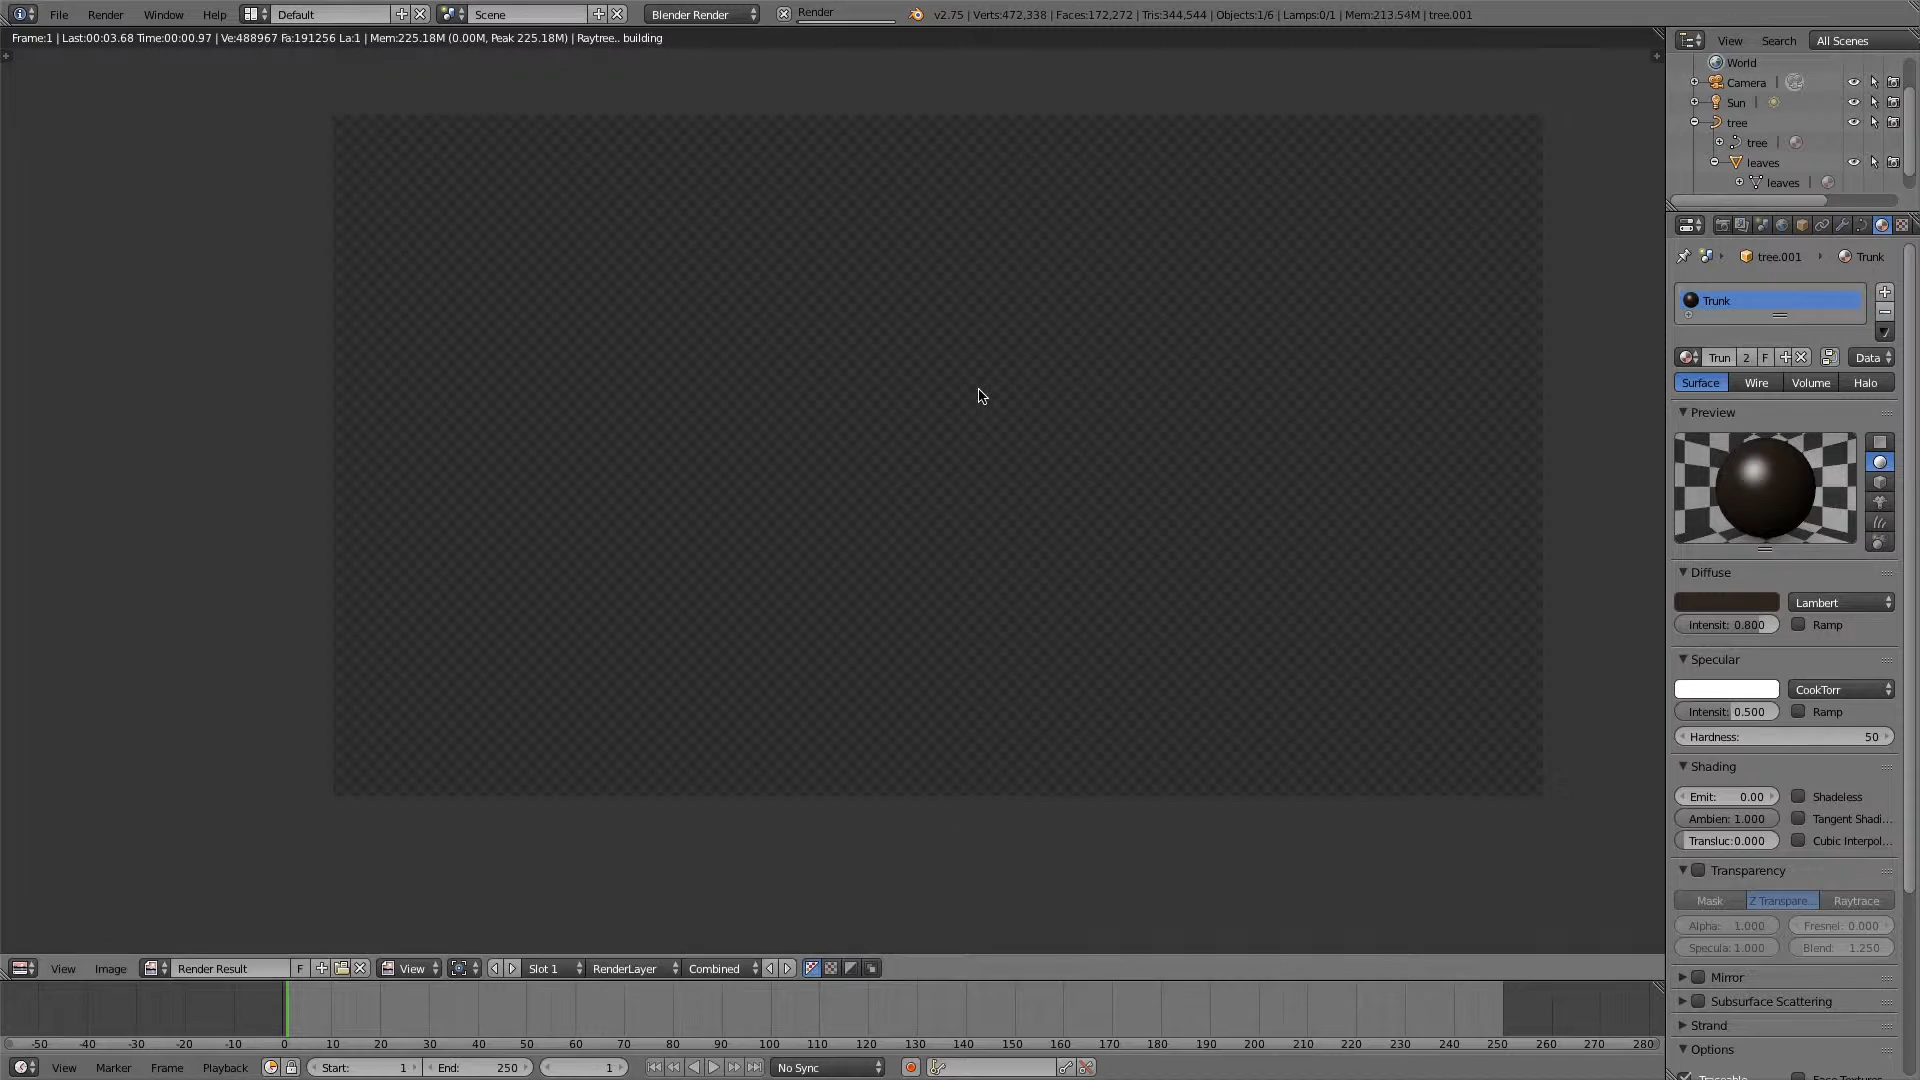 File Render Window Help Default Scene Blender Render Render v2.75 | Verts:472,338 | Faces:172,272 | Tris:344,544 | Objects:1/6 | Lamps:0/1 | Mem:213.54M | tree.001
Frame:1 | Last:00:03.68 Time:00:00.97 | Ve:488967 Fa:191256 La:1 | Mem:225.18M (0.00M, Peak 225.18M) | Raytree.. building
View Search All Scenes
World
Camera
Sun
tree
tree
leaves
leaves
tree.001 Trunk
Trunk
Trun 2 F Data
Surface Wire Volume Halo
Preview
Diffuse
Lambert
Intensit: 0.800 Ramp
Specular
CookTorr
Intensit: 0.500 Ramp
Hardness: 50
Shading
Emit: 0.00 Shadeless
Ambien: 1.000 Tangent Shadi...
Transluc:0.000 Cubic Interpol...
Transparency
Mask Z Transpare... Raytrace
Alpha: 1.000 Fresnel: 0.000
Specula: 1.000 Blend: 1.250
Mirror
Subsurface Scattering
Strand
Options
View Image Render Result F View Slot 1 RenderLayer Combined
-50 -40 -30 -20 -10 0 10 20 30 40 50 60 70 80 90 100 110 120 130 140 150 160 170 180 190 200 210 220 230 240 250 260 270 280
View Marker Frame Playback Start: 1 End: 250 1 No Sync